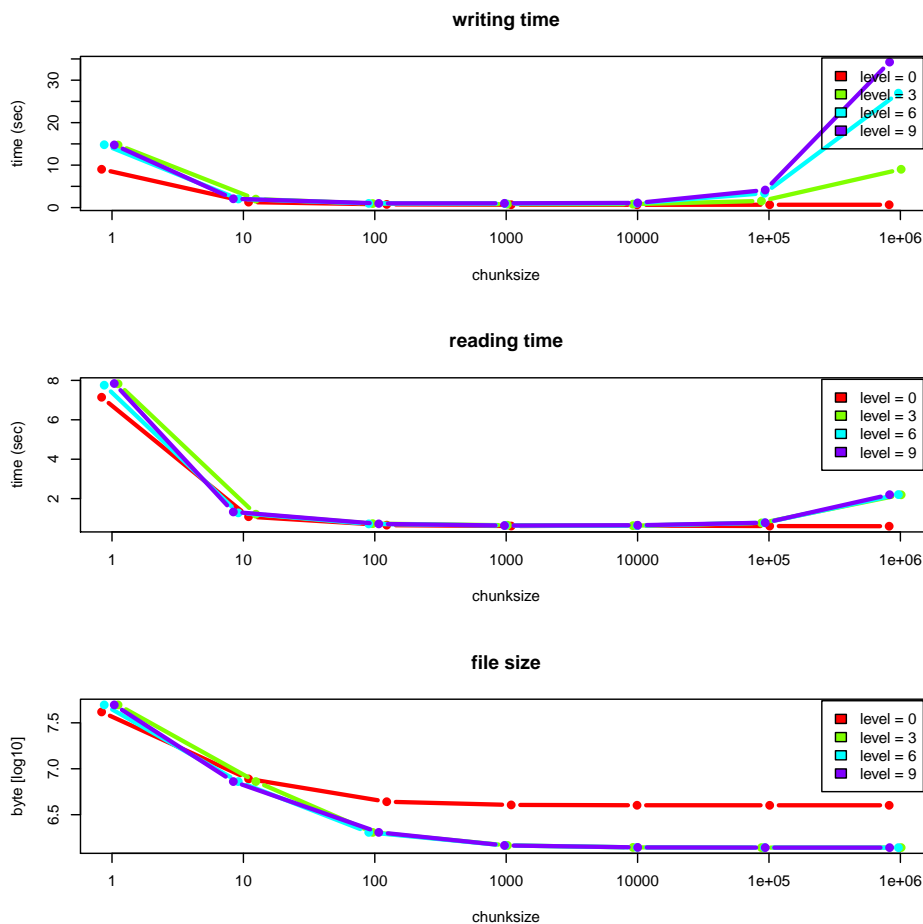 writing time
time (sec)
0
10
20
30
level = 0
level = 3
level = 6
level = 9
1
10
100
1000
10000
1e+05
1e+06
chunksize
reading time
time (sec)
2
4
6
8
level = 0
level = 3
level = 6
level = 9
1
10
100
1000
10000
1e+05
1e+06
chunksize
file size
byte [log10]
6.5
7.0
7.5
level = 0
level = 3
level = 6
level = 9
1
10
100
1000
10000
1e+05
1e+06
chunksize